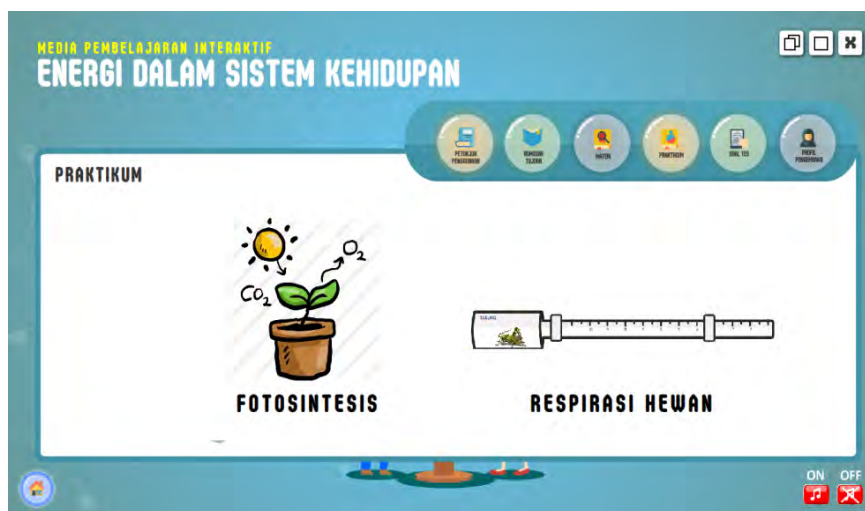 MEDIA PEMBELAJARAN INTERAKTIF
ENERGI DALAM SISTEM KEHIDUPAN
PETUNJUK
PENGGUNAAN
RUMUSAN
TUJUAN
MATERI
PRAKTIKUM
SOAL TES
PROFIL
PENGEMBANG
PRAKTIKUM
O2
CO2
FOTOSINTESIS
RESPIRASI HEWAN
ON OFF